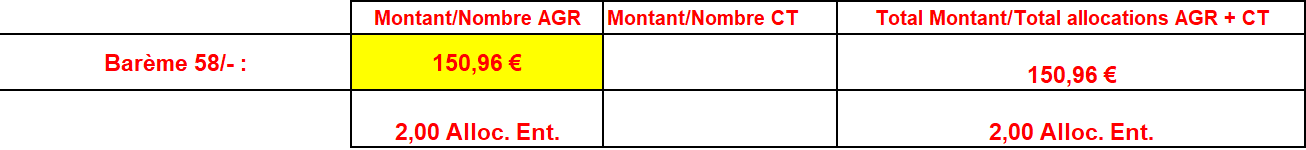 Montant/Nombre AGR Montant/Nombre CT Total Montant/Total allocations AGR + CT
Barème 58/- : 150,96 € 150,96 €
2,00 Alloc. Ent. 2,00 Alloc. Ent.